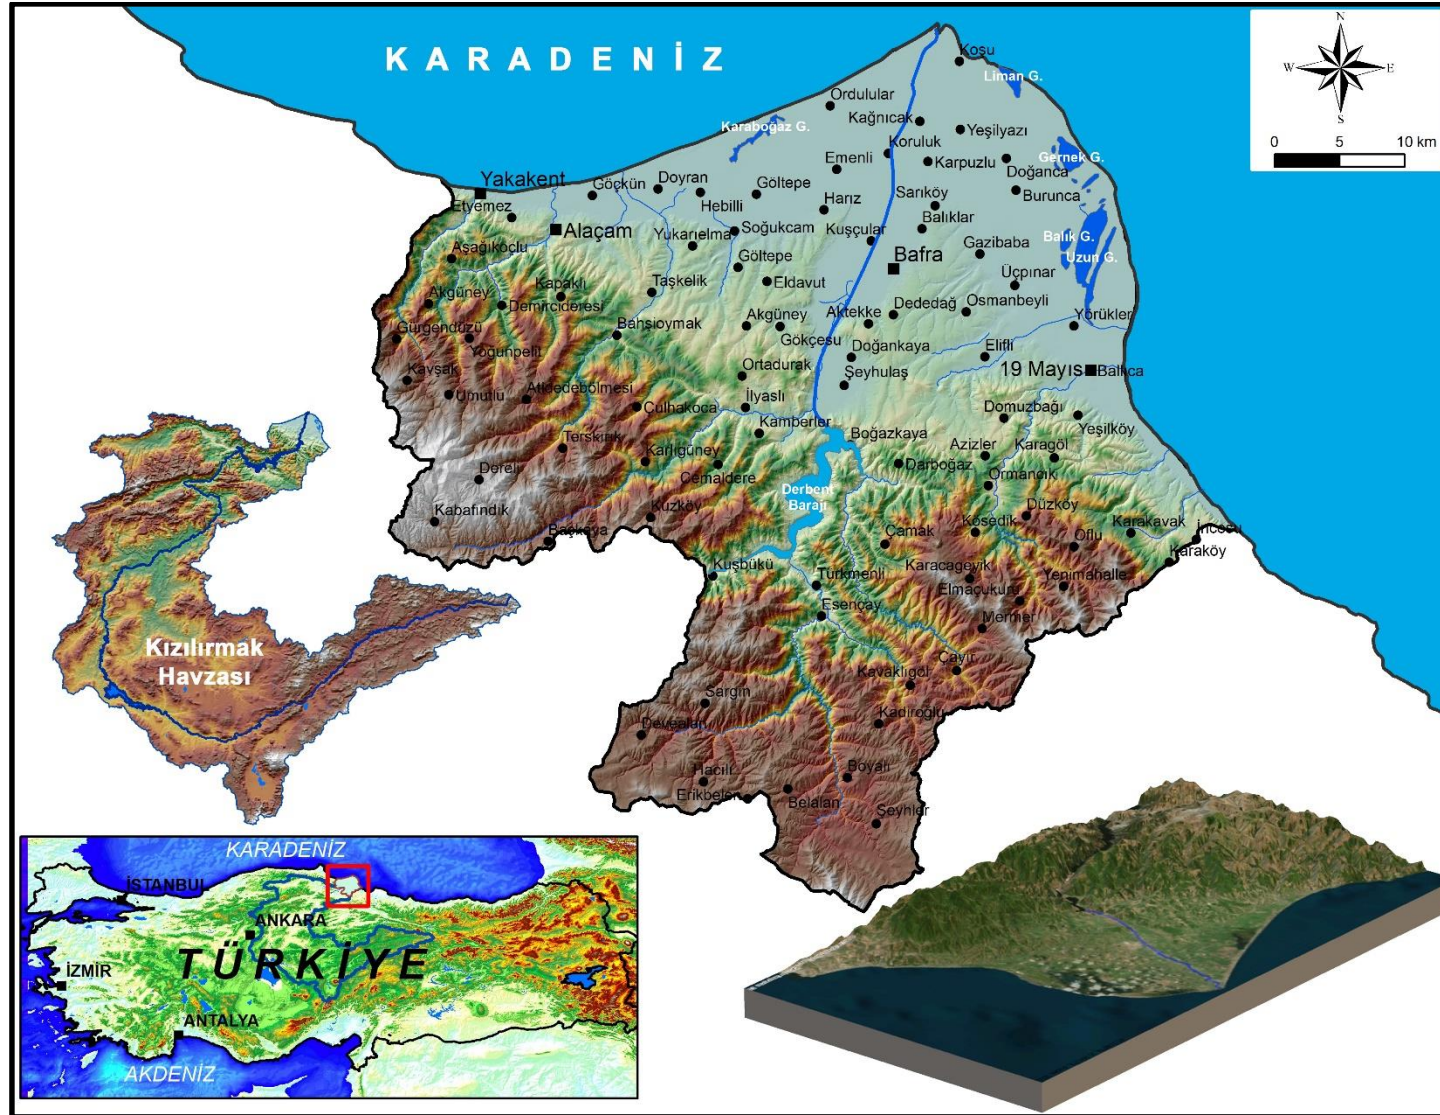 KARADENİZ
N
W
E
S
0
5
10 km
Koşu
Liman G.
Ordulular
Kağnıcak
Karaboğaz G.
Yeşilyazı
Koruluk
Gernek G.
Karpuzlu
Doğanca
Emenli
Yakakent
Göçkün
Doyran
Hebilli
Göltepe
Burunca
Etyemez
Harız
Sarıköy
Balıklar
Alaçam
Yukarıelma
Soğukcam
Kuşçular
Balık G.
Uzun G.
Aşağıkoçlu
Göltepe
Bafra
Gazibaba
Taşkelik
Eldavut
Üçpınar
Akgüney
Kapaklı
Demircideresi
Dededağ
Osmanbeyli
Akgüney
Gökçesu
Aktekke
Yörükler
Gürgendüzü
Yoğunpelit
Bahşioymak
Doğankaya
Elifli
Kavşak
Ortadurak
Şeyhulaş
19 Mayıs
Ballıca
Umutlu
Atdedebölmesi
Culhakoca
İlyaslı
Domuzbağı
Yeşilköy
Kamberler
Boğazkaya
Terskırık
Karlıgüney
Cemaldere
Azizler
Karagöl
Darboğaz
Dereli
Ormancık
Derbent
Barajı
Kabafındık
Kuzköy
Başkaya
Düzköy
Kösedik
Karakavak
İncesu
Çamak
Oflu
Karaköy
Kuşbükü
Türkmenli
Karacageyik
Elmaçukuru
Yenimahalle
Esençay
Mermer
Çayır
Kavaklıgöl
Sargın
Kadiroğlu
Devealan
Hacılı
Boyalı
Erikbelen
Belalan
Şeyhler
Kızılırmak
Havzası
KARADENİZ
İSTANBUL
ANKARA
TÜRKİYE
İZMİR
ANTALYA
AKDENİZ